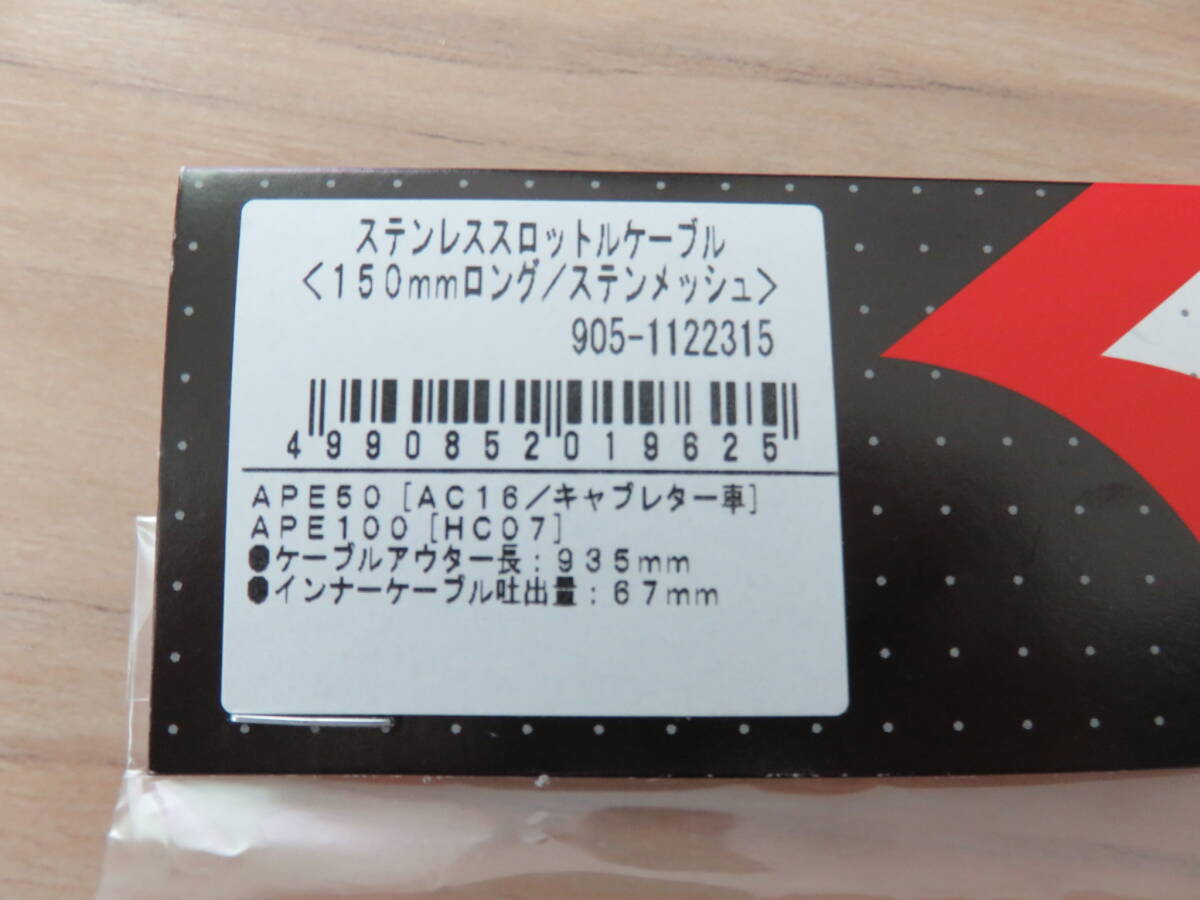 ステンレススロットルケーブル
<150mmロング/ステンメッシュ>
905-1122315
4990852019625
APE50[AC16/キャブレター車]
APE100[HC07]
●ケーブルアウター長:935mm
●インナーケーブル吐出量:67mm